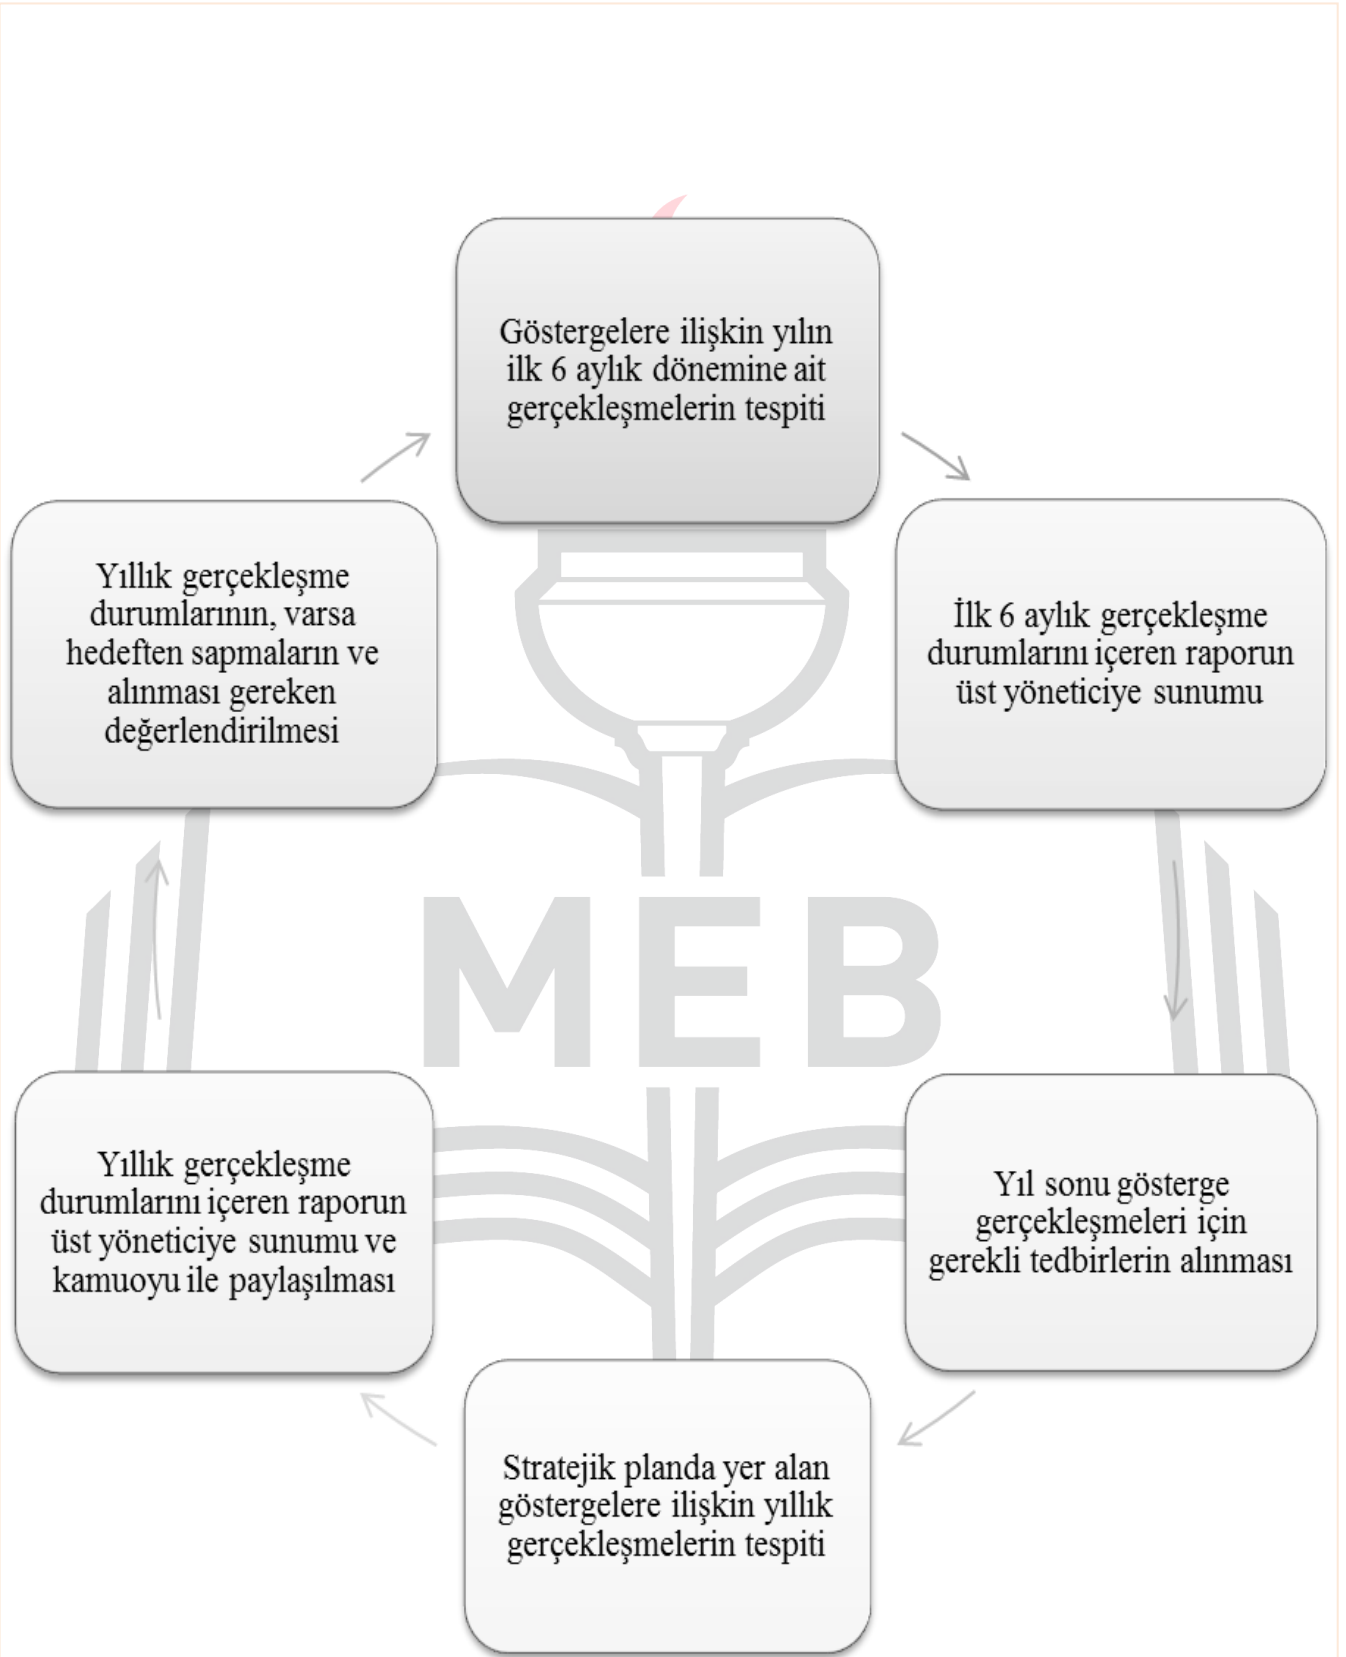 Göstergelere ilişkin yılın
ilk 6 aylık dönemine ait
gerçekleşmelerin tespiti
İlk 6 aylık gerçekleşme
durumlarını içeren raporun
üst yöneticiye sunumu
Yıl sonu gösterge
gerçekleşmeleri için
gerekli tedbirlerin alınması
Stratejik planda yer alan
göstergelere ilişkin yıllık
gerçekleşmelerin tespiti
Yıllık gerçekleşme
durumlarını içeren raporun
üst yöneticiye sunumu ve
kamuoyu ile paylaşılması
Yıllık gerçekleşme
durumlarının, varsa
hedeften sapmaların ve
alınması gereken
değerlendirilmesi
MEB